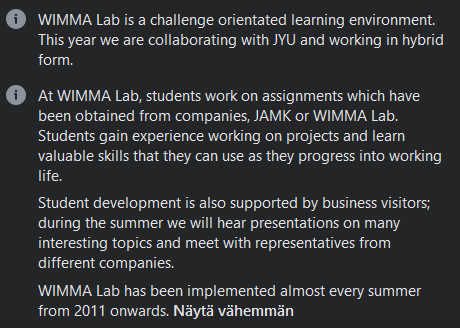 WIMMA Lab is a challenge orientated learning environment.
This year we are collaborating with JYU and working in hybrid
form.
At WIMMA Lab, students work on assignments which have
been obtained from companies, JAMK or WIMMA Lab.
Students gain experience working on projects and learn
valuable skills that they can use as they progress into working
life.
Student development is also supported by business visitors;
during the summer we will hear presentations on many
interesting topics and meet with representatives from
different companies.
WIMMA Lab has been implemented almost every summer
from 2011 onwards. Näytä vähemmän